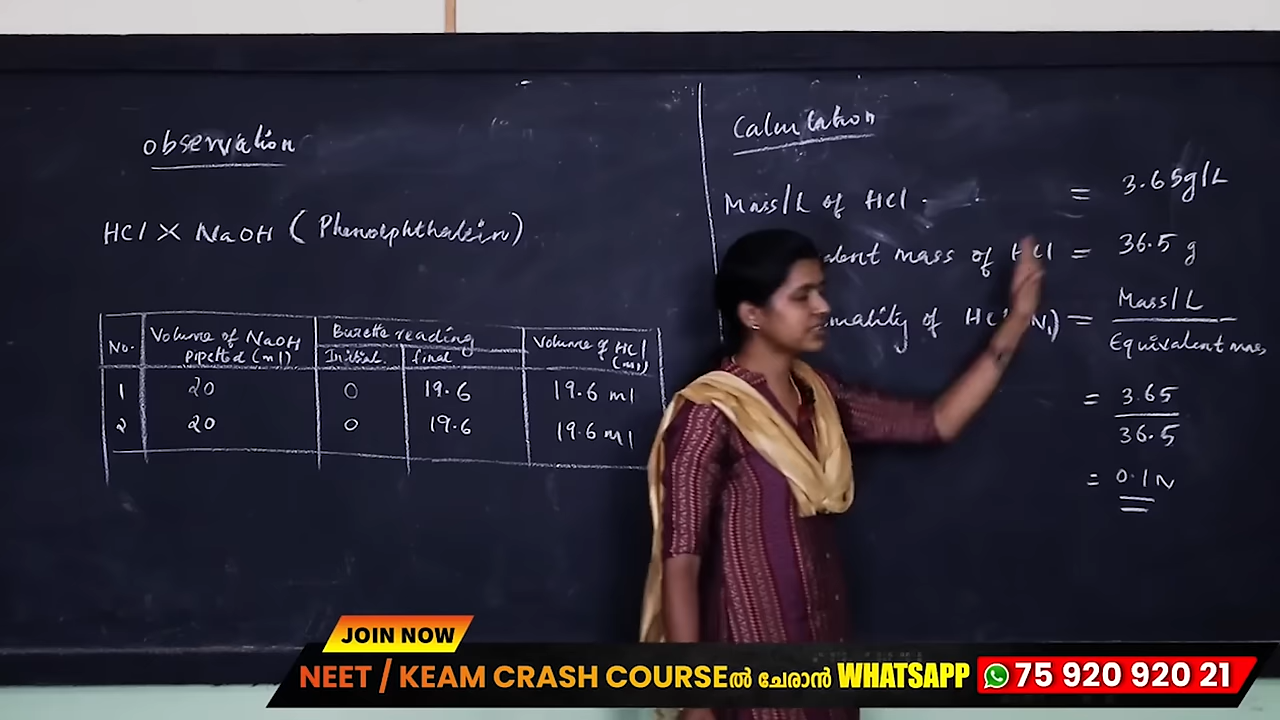 Observation
HCl X NaOH (Phenolphthalein)
No. Volume of NaOH pipetted (ml) Burette reading Initial final Volume of HCl (ml)
1 20 0 19.6 19.6 ml
2 20 0 19.6 19.6 ml
Calculation
Mass/L of HCl = 3.65g/L
mass of HCl = 36.5 g
of HCl (N1) = Mass/L
Equivalent mass
= 3.65
36.5
= 0.1 N
JOIN NOW
NEET / KEAM CRASH COURSEൽ ചേരാൻ WHATSAPP 75 920 920 21